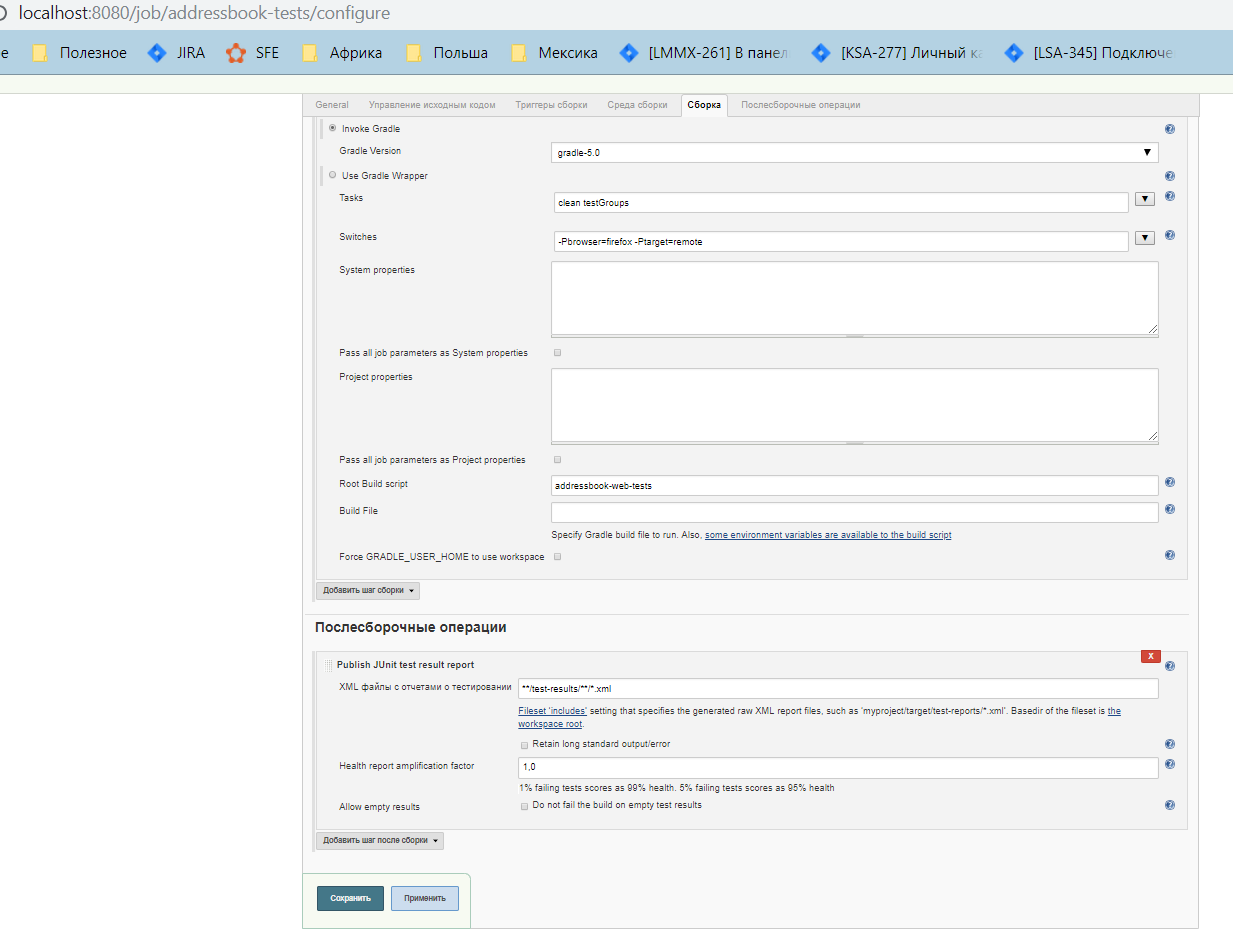 localhost:8080/job/addressbook-tests/configure
е Полезное JIRA SFE Африка Польша Мексика [LMMX-261] В панел [KSA-277] Личный ка [LSA-345] Подключе
General Управление исходным кодом Триггеры сборки Среда сборки Сборка Послесборочные операции
Invoke Gradle
Gradle Version gradle-5.0
Use Gradle Wrapper
Tasks clean testGroups
Switches -Pbrowser=firefox -Ptarget=remote
System properties
Pass all job parameters as System properties
Project properties
Pass all job parameters as Project properties
Root Build script addressbook-web-tests
Build File
Specify Gradle build file to run. Also, some environment variables are available to the build script
Force GRADLE_USER_HOME to use workspace
Добавить шаг сборки
Послесборочные операции
X
Publish JUnit test result report
XML файлы с отчетами о тестировании **/test-results/**/*.xml
Fileset 'includes' setting that specifies the generated raw XML report files, such as 'myproject/target/test-reports/*.xml'. Basedir of the fileset is the
workspace root.
Retain long standard output/error
Health report amplification factor 1,0
1% failing tests scores as 99% health. 5% failing tests scores as 95% health
Allow empty results Do not fail the build on empty test results
Добавить шаг после сборки
Сохранить Применить